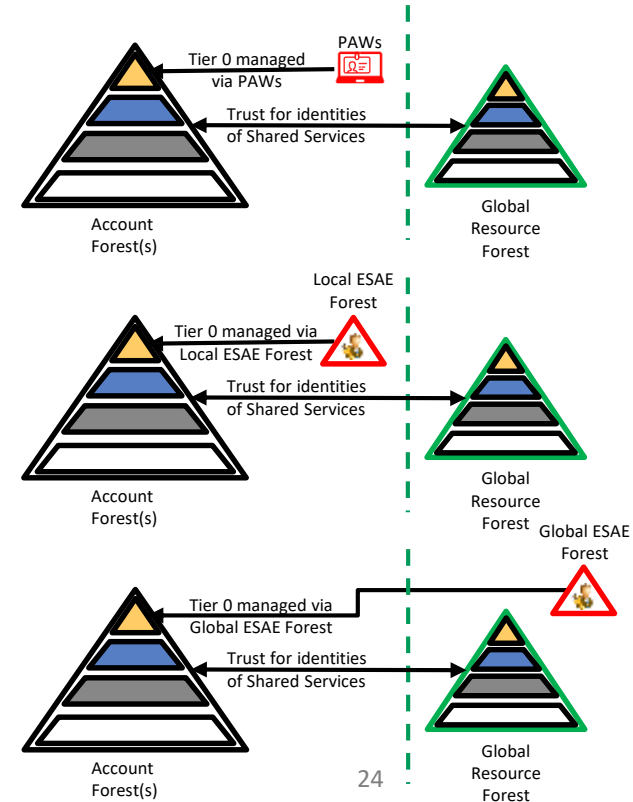 PAWs
Tier 0 managed
via PAWs
Trust for identities
of Shared Services
Account
Forest(s)
Global
Resource
Forest
Local ESAE
Forest
Tier 0 managed via
Local ESAE Forest
Trust for identities
of Shared Services
Account
Forest(s)
Global
Resource
Forest
Global ESAE
Forest
Tier 0 managed via
Global ESAE Forest
Trust for identities
of Shared Services
Account
Forest(s)
24
Global
Resource
Forest